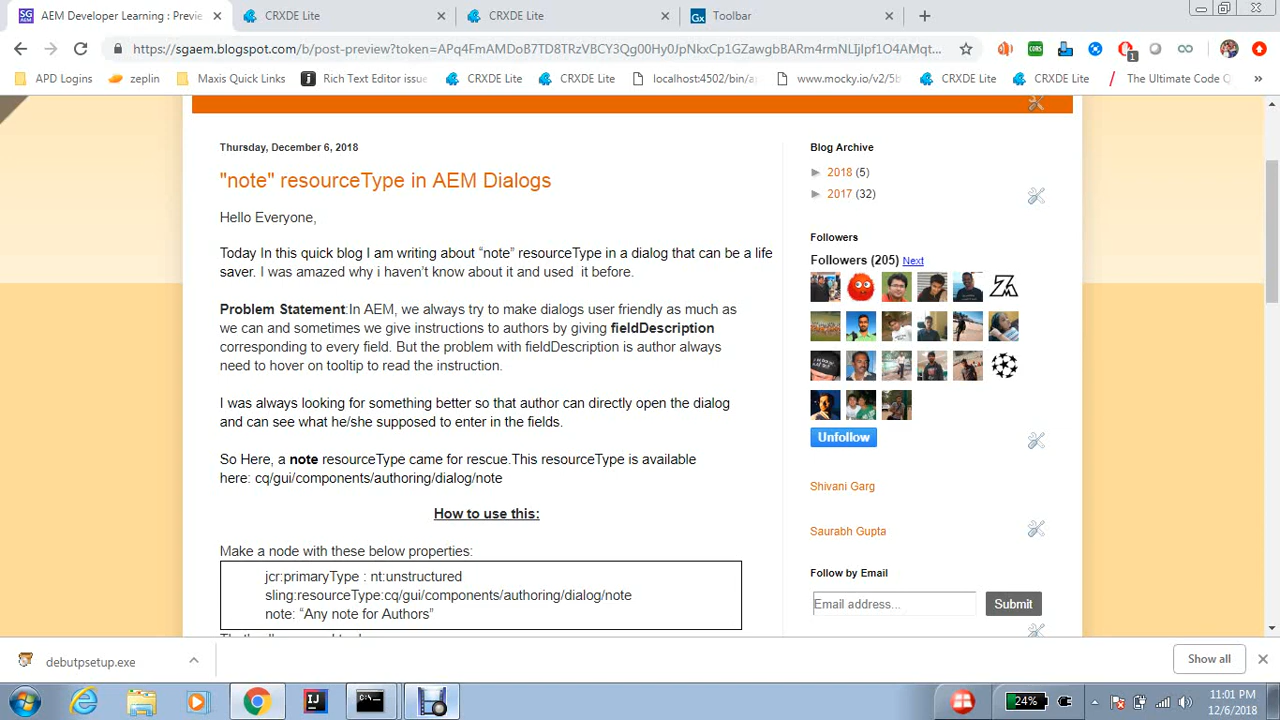 AEM Developer Learning : Previe
CRXDE Lite
CRXDE Lite
Gx Toolbar
https://sgaem.blogspot.com/b/post-preview?token=APq4FmAMDoB7TD8TRzVBCY3Qg00Hy0JpNkxCp1GZawgbBARm4rmNLIjlpf1O4AMqt...
APD Logins
zeplin
Maxis Quick Links
Rich Text Editor issue
CRXDE Lite
CRXDE Lite
localhost:4502/bin/a
www.mocky.io/v2/5b
CRXDE Lite
CRXDE Lite
The Ultimate Code Q
Thursday, December 6, 2018
"note" resourceType in AEM Dialogs
Hello Everyone,
Today In this quick blog I am writing about “note” resourceType in a dialog that can be a life
saver. I was amazed why i haven’t know about it and used it before.
Problem Statement:In AEM, we always try to make dialogs user friendly as much as
we can and sometimes we give instructions to authors by giving fieldDescription
corresponding to every field. But the problem with fieldDescription is author always
need to hover on tooltip to read the instruction.
I was always looking for something better so that author can directly open the dialog
and can see what he/she supposed to enter in the fields.
So Here, a note resourceType came for rescue.This resourceType is available
here: cq/gui/components/authoring/dialog/note
How to use this:
Make a node with these below properties:
jcr:primaryType : nt:unstructured
sling:resourceType:cq/gui/components/authoring/dialog/note
note: “Any note for Authors”
Blog Archive
► 2018 (5)
► 2017 (32)
Followers
Followers (205) Next
Unfollow
Shivani Garg
Saurabh Gupta
Follow by Email
Email address...
Submit
debutpsetup.exe
Show all
24%
11:01 PM
12/6/2018